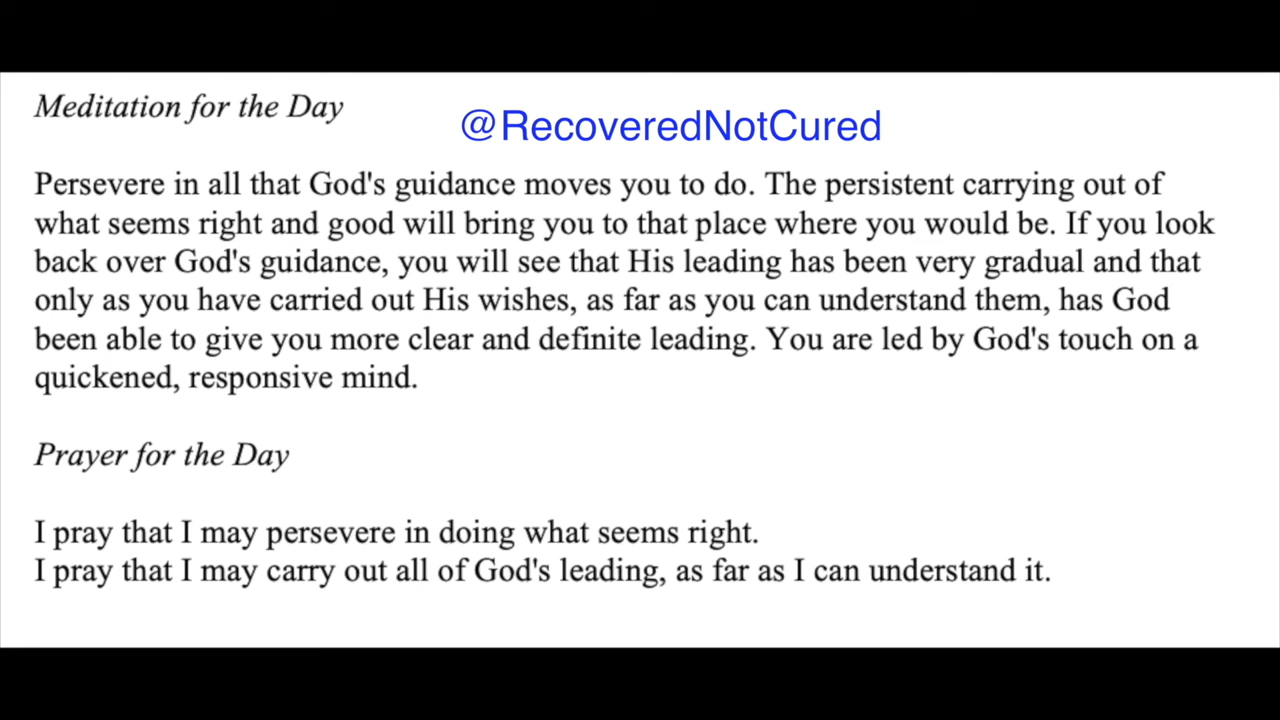 Meditation for the Day
@RecoveredNotCured
Persevere in all that God's guidance moves you to do. The persistent carrying out of
what seems right and good will bring you to that place where you would be. If you look
back over God's guidance, you will see that His leading has been very gradual and that
only as you have carried out His wishes, as far as you can understand them, has God
been able to give you more clear and definite leading. You are led by God's touch on a
quickened, responsive mind.
Prayer for the Day
I pray that I may persevere in doing what seems right.
I pray that I may carry out all of God's leading, as far as I can understand it.